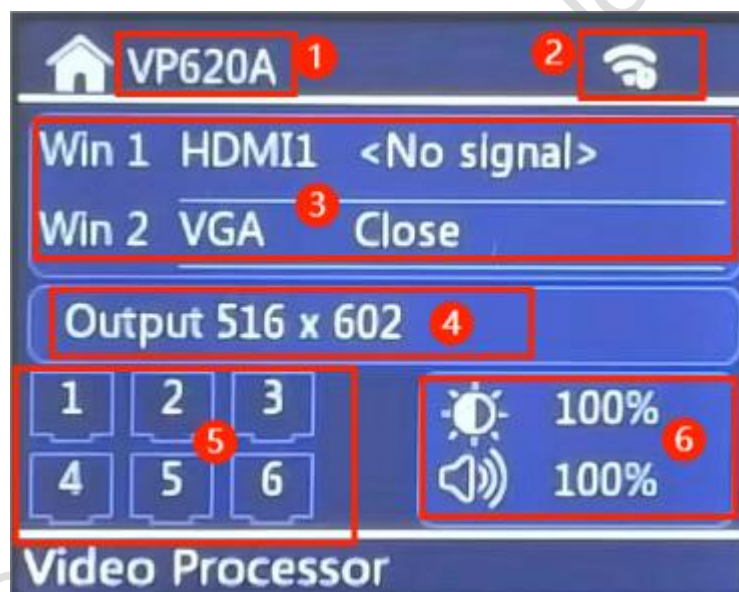 VP620A 1 2
Win 1 HDMI1 <No signal>
3
Win 2 VGA Close
Output 516 x 602 4
1 2 3 100%
5 6
4 5 6 100%
Video Processor